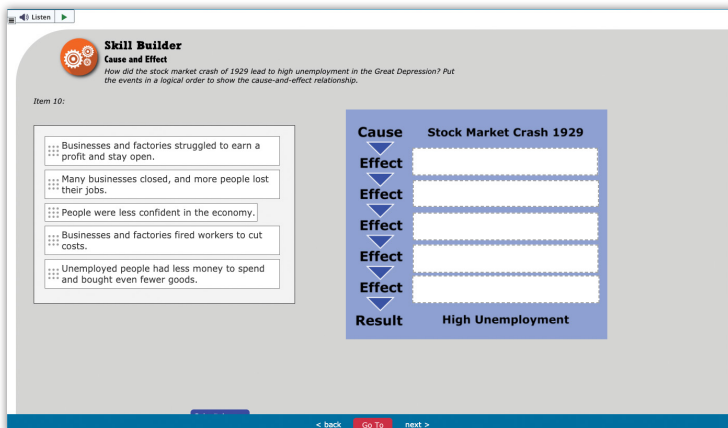 Listen
Skill Builder
Cause and Effect
How did the stock market crash of 1929 lead to high unemployment in the Great Depression? Put
the events in a logical order to show the cause-and-effect relationship.
Item 10:
Businesses and factories struggled to earn a
profit and stay open.
Many businesses closed, and more people lost
their jobs.
People were less confident in the economy.
Businesses and factories fired workers to cut
costs.
Unemployed people had less money to spend
and bought even fewer goods.
Cause Stock Market Crash 1929
Effect
Effect
Effect
Effect
Effect
Result High Unemployment
< back Go To next >